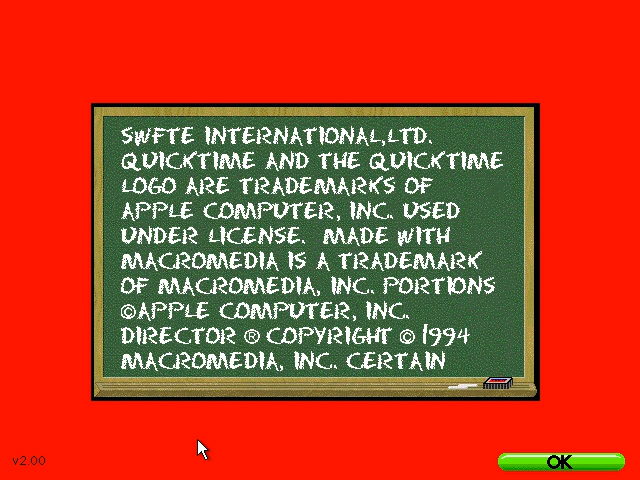 SWFTE INTERNATIONAL,LTD.
QUICKTIME AND THE QUICKTIME
LOGO ARE TRADEMARKS OF
APPLE COMPUTER, INC. USED
UNDER LICENSE. MADE WITH
MACROMEDIA IS A TRADEMARK
OF MACROMEDIA, INC. PORTIONS
©APPLE COMPUTER, INC.
DIRECTOR ® COPYRIGHT © 1994
MACROMEDIA, INC. CERTAIN
v2.00
OK